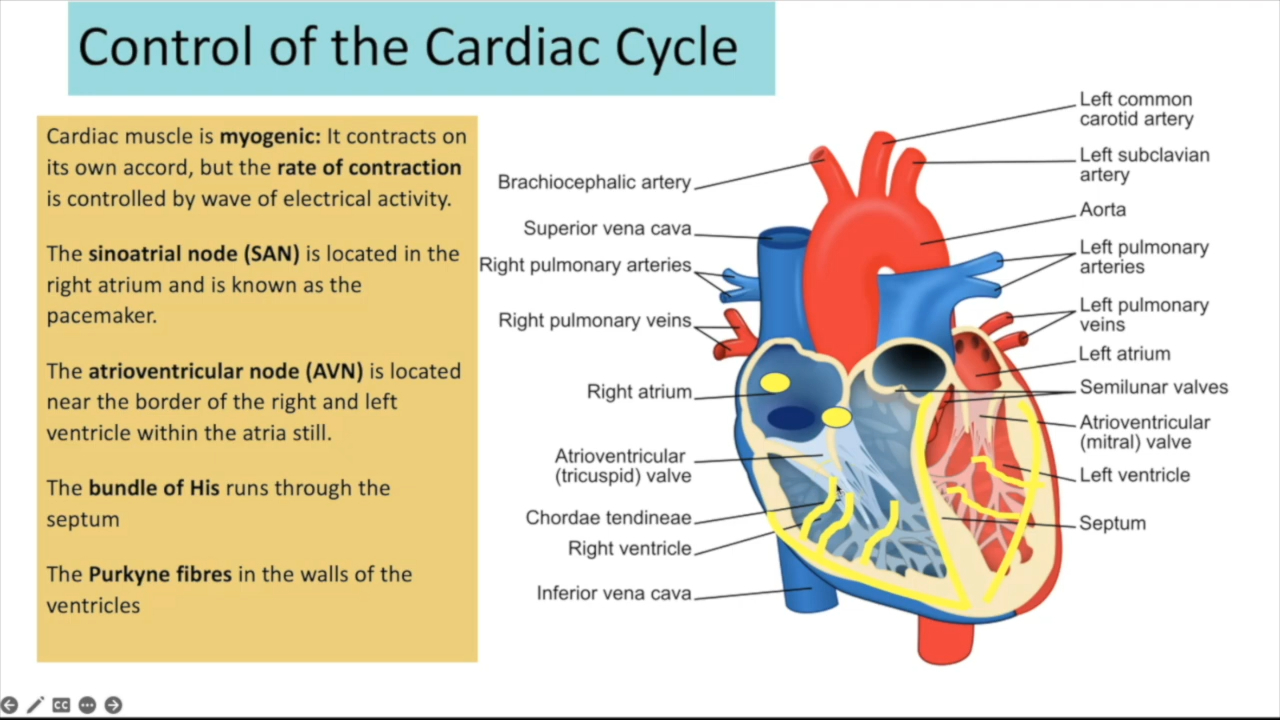 Control of the Cardiac Cycle
Cardiac muscle is myogenic: It contracts on
its own accord, but the rate of contraction
is controlled by wave of electrical activity.
The sinoatrial node (SAN) is located in the
right atrium and is known as the
pacemaker.
The atrioventricular node (AVN) is located
near the border of the right and left
ventricle within the atria still.
The bundle of His runs through the
septum
The Purkyne fibres in the walls of the
ventricles
Brachiocephalic artery
Superior vena cava
Right pulmonary arteries
Right pulmonary veins
Right atrium
Atrioventricular
(tricuspid) valve
Chordae tendineae
Right ventricle
Inferior vena cava
Left common
carotid artery
Left subclavian
artery
Aorta
Left pulmonary
arteries
Left pulmonary
veins
Left atrium
Semilunar valves
Atrioventricular
(mitral) valve
Left ventricle
Septum
CC